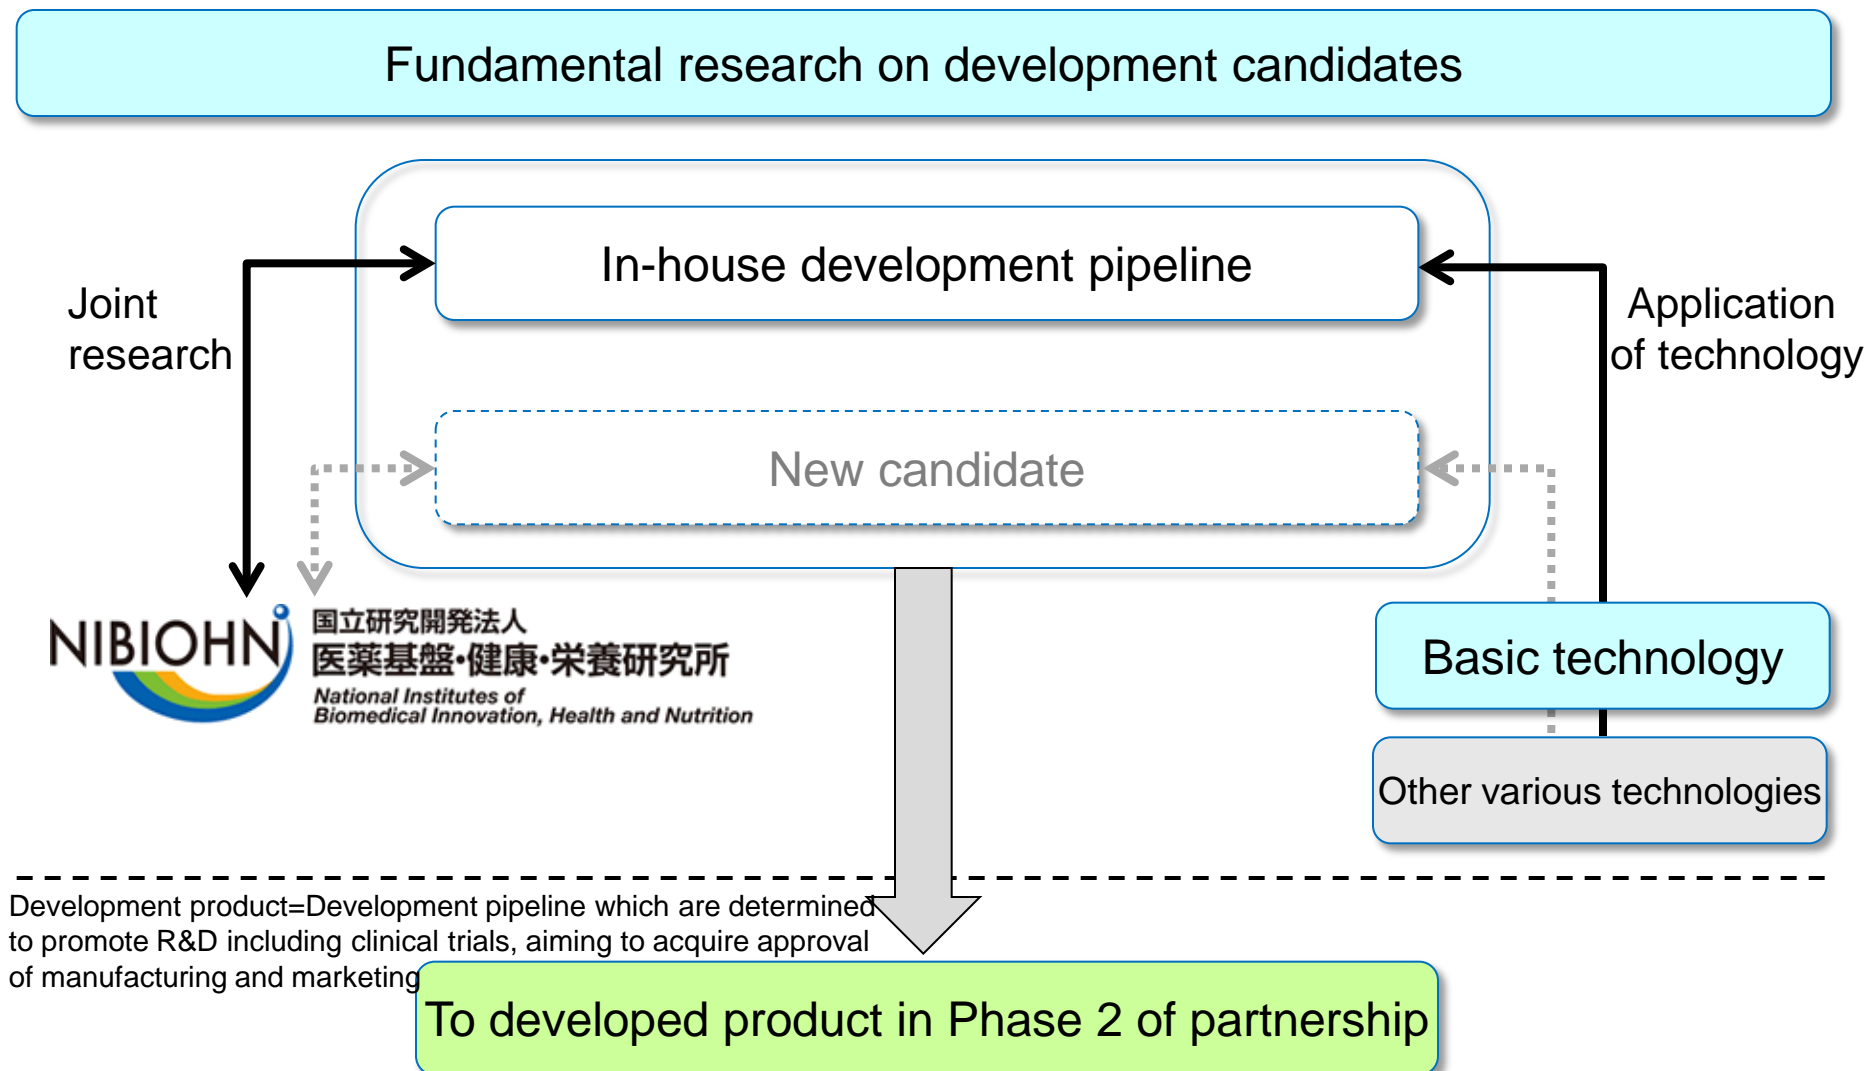 Fundamental research on development candidates
In-house development pipeline
Joint
research
Application
of technology
New candidate
NIBIOHN
国立研究開発法人
医薬基盤・健康・栄養研究所
National Institutes of
Biomedical Innovation, Health and Nutrition
Basic technology
Other various technologies
Development product=Development pipeline which are determined
to promote R&D including clinical trials, aiming to acquire approval
of manufacturing and marketing
To developed product in Phase 2 of partnership